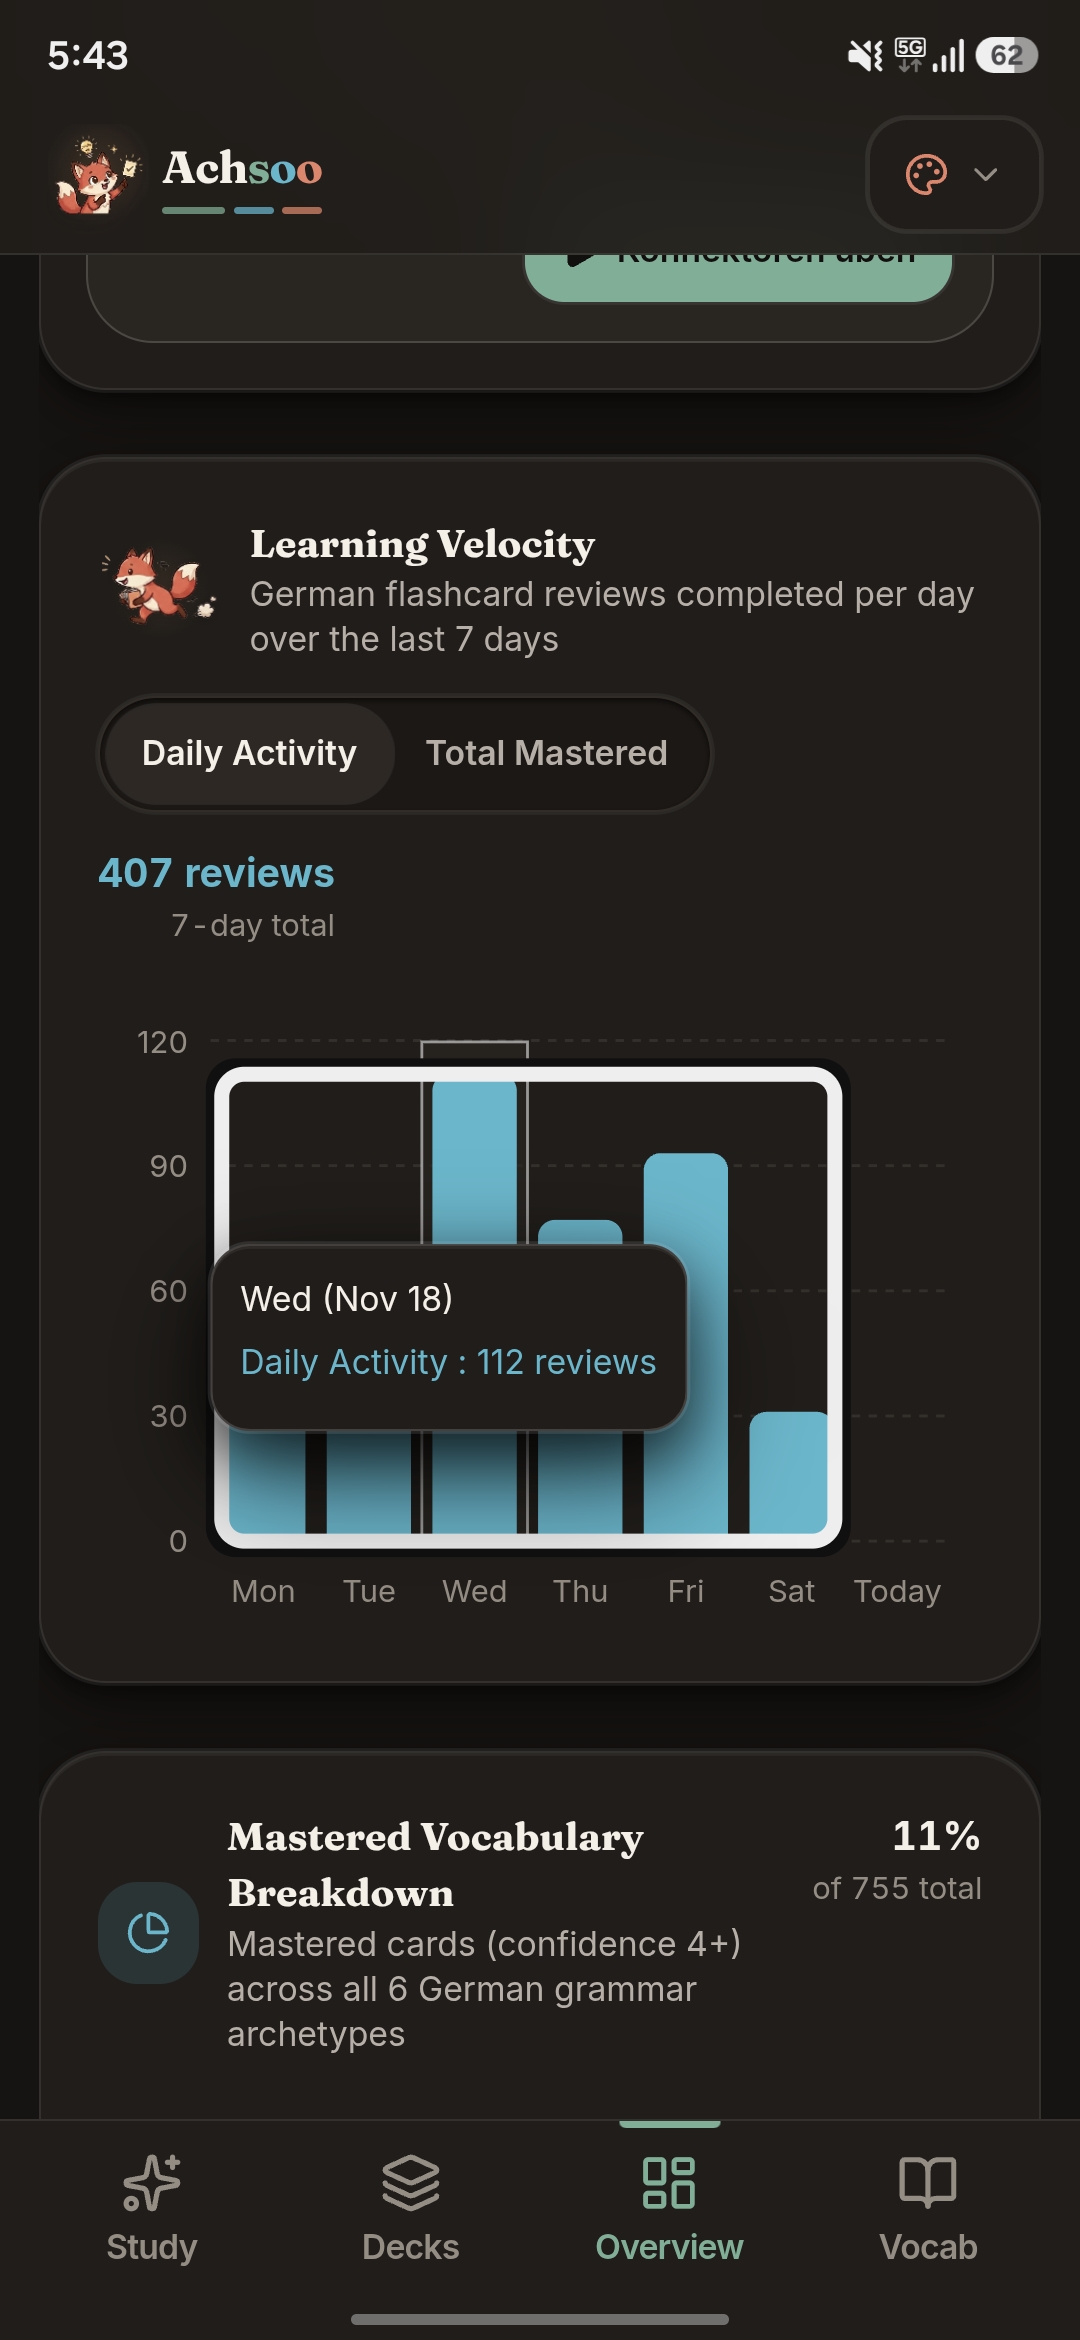 5:43
5G
62
Achsoo
Konnektoren üben
Learning Velocity
German flashcard reviews completed per day
over the last 7 days
Daily Activity
Total Mastered
407 reviews
7-day total
120
90
60
30
0
Wed (Nov 18)
Daily Activity : 112 reviews
Mon
Tue
Wed
Thu
Fri
Sat
Today
Mastered Vocabulary
Breakdown
11%
of 755 total
Mastered cards (confidence 4+)
across all 6 German grammar
archetypes
Study
Decks
Overview
Vocab